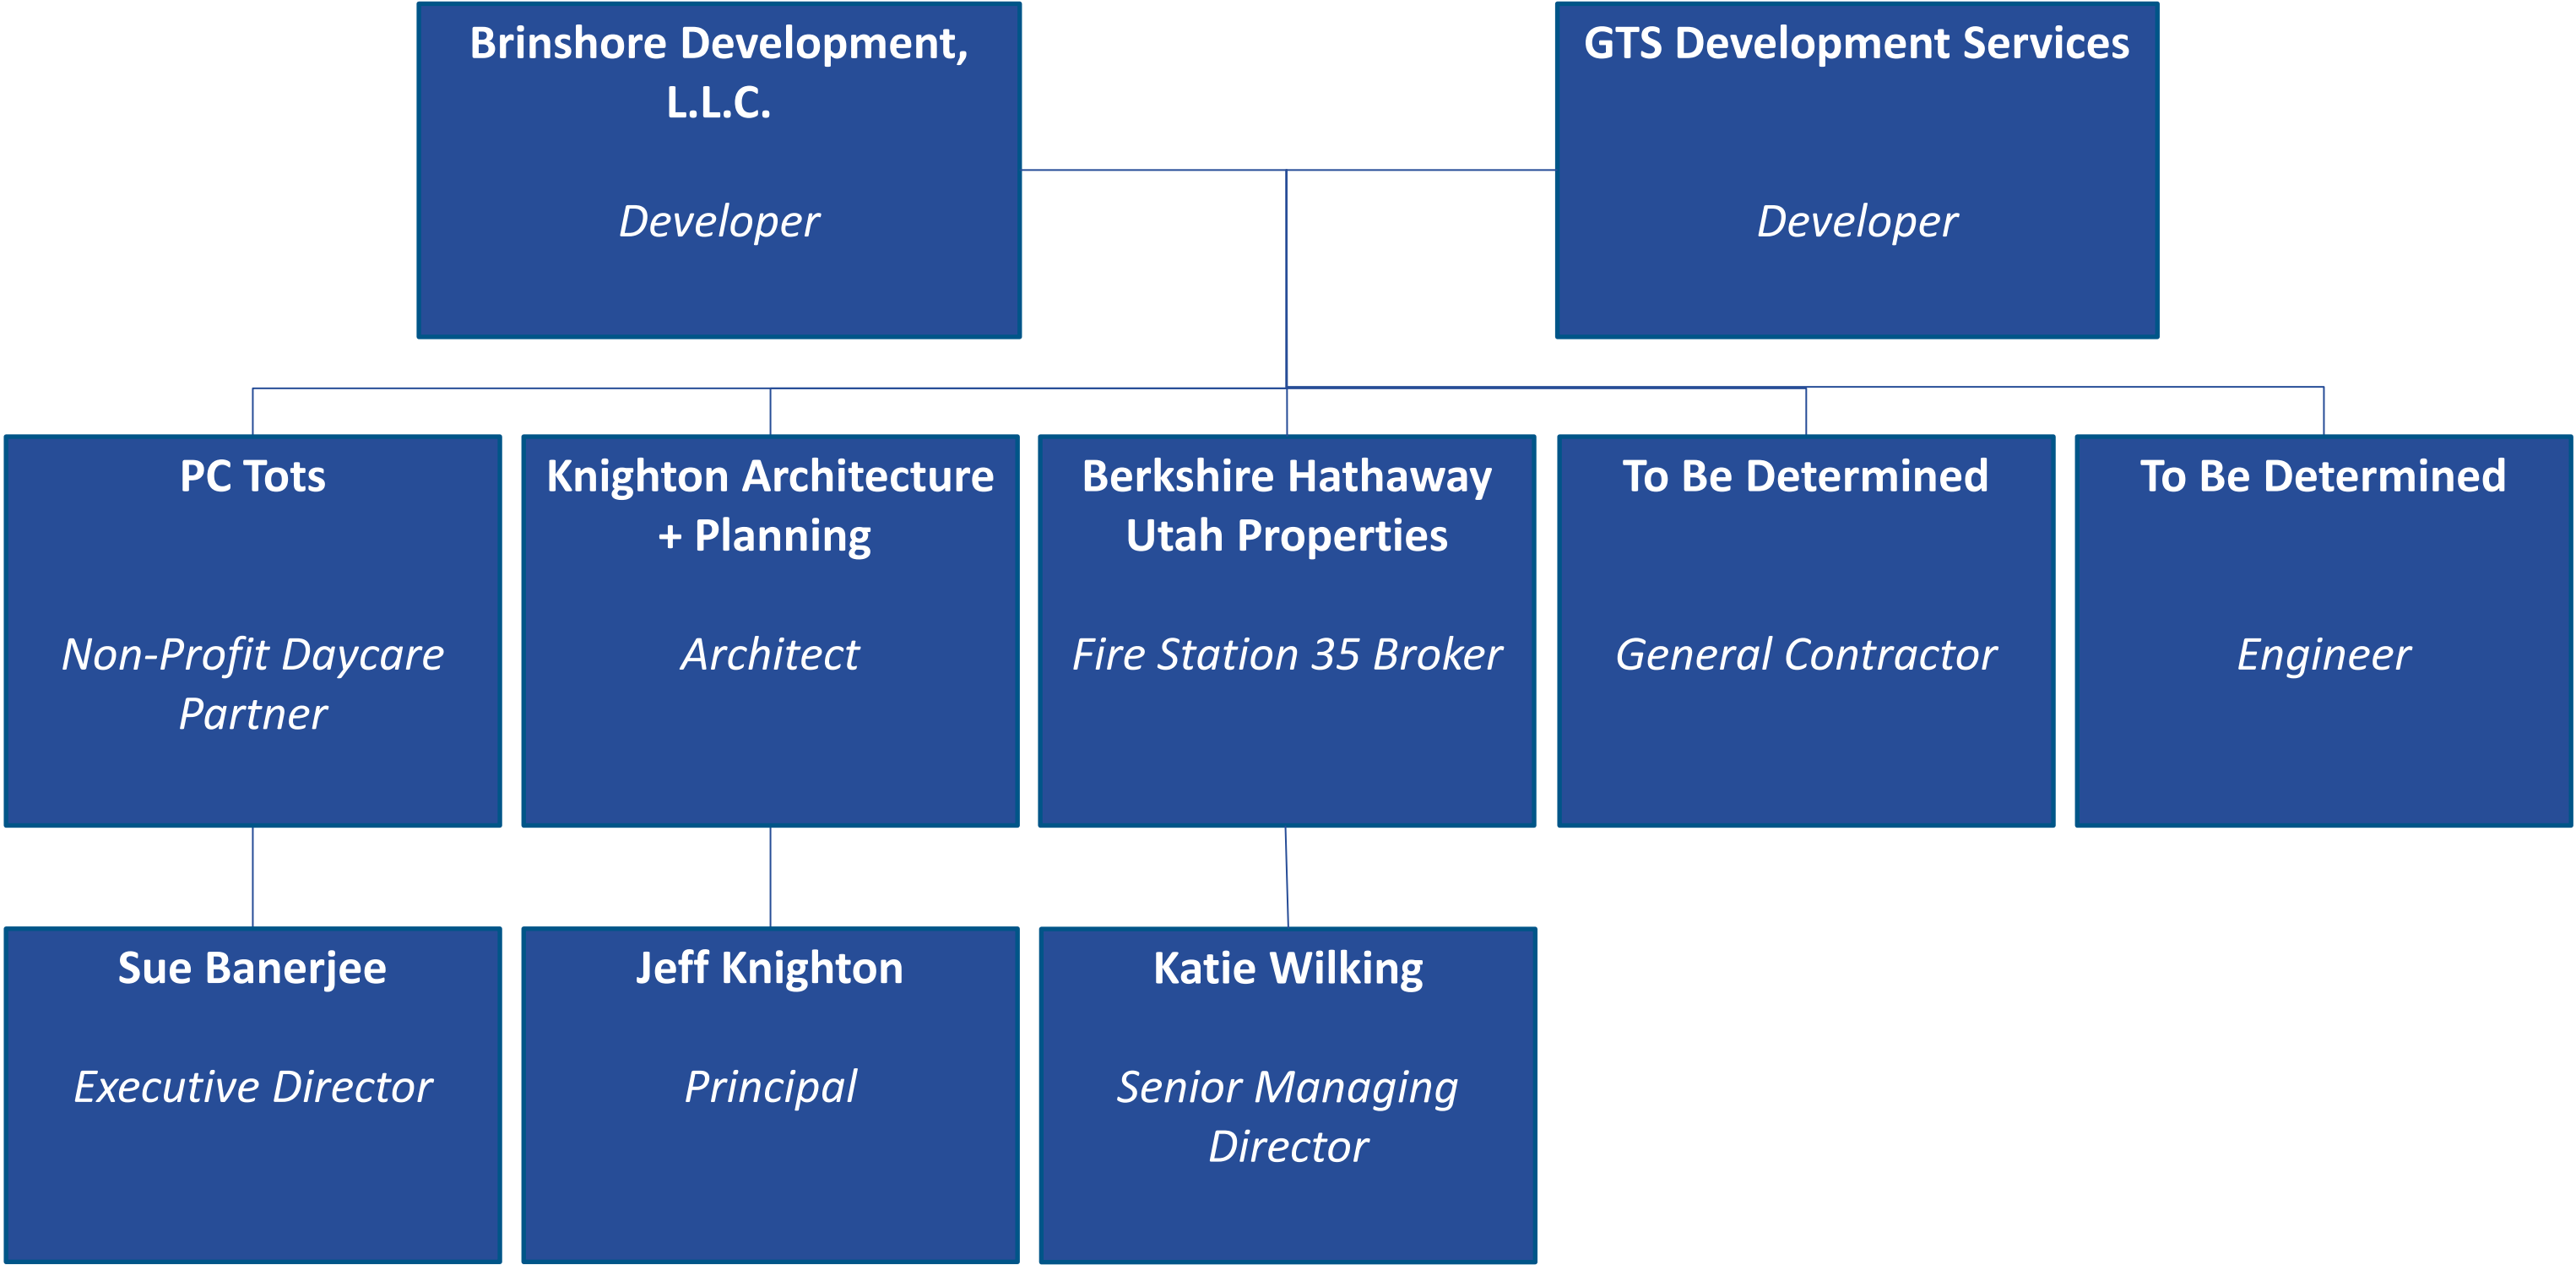 Brinshore Development,
L.L.C.
Developer
GTS Development Services
Developer
PC Tots
Non-Profit Daycare
Partner
Knighton Architecture
+ Planning
Architect
Berkshire Hathaway
Utah Properties
Fire Station 35 Broker
To Be Determined
General Contractor
To Be Determined
Engineer
Sue Banerjee
Executive Director
Jeff Knighton
Principal
Katie Wilking
Senior Managing
Director